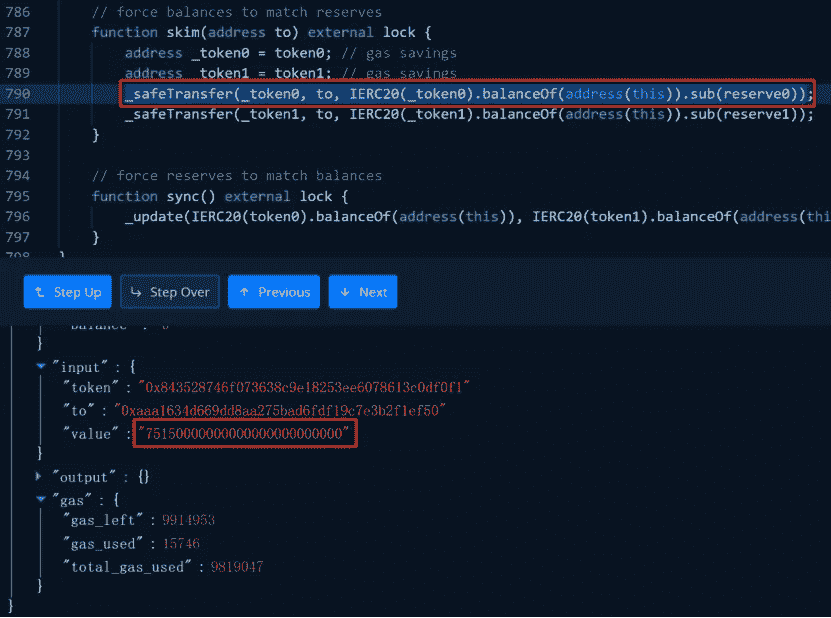 786 // force balances to match reserves
787 function skim(address to) external lock {
788 address _token0 = token0; // gas savings
789 address _token1 = token1; // gas savings
790 _safeTransfer(_token0, to, IERC20(_token0).balanceOf(address(this)).sub(reserve0));
791 _safeTransfer(_token1, to, IERC20(_token1).balanceOf(address(this)).sub(reserve1));
792 }
793
794 // force reserves to match balances
795 function sync() external lock {
796 _update(IERC20(token0).balanceOf(address(this)), IERC20(token1).balanceOf(address(thi
797 }
798 }
Step Up Step Over Previous Next
"balance" : 0
}
"input" : {
"token" : "0x843528746f073638c9e18253ee6078613c0df0f1"
"to" : "0xaaa1634d669dd8aa275bad6fdf19c7e3b2f1ef50"
"value" : "75150000000000000000000000"
}
"output" : {}
"gas" : {
"gas_left" : 9914953
"gas_used" : 15746
"total_gas_used" : 9819047
}
}